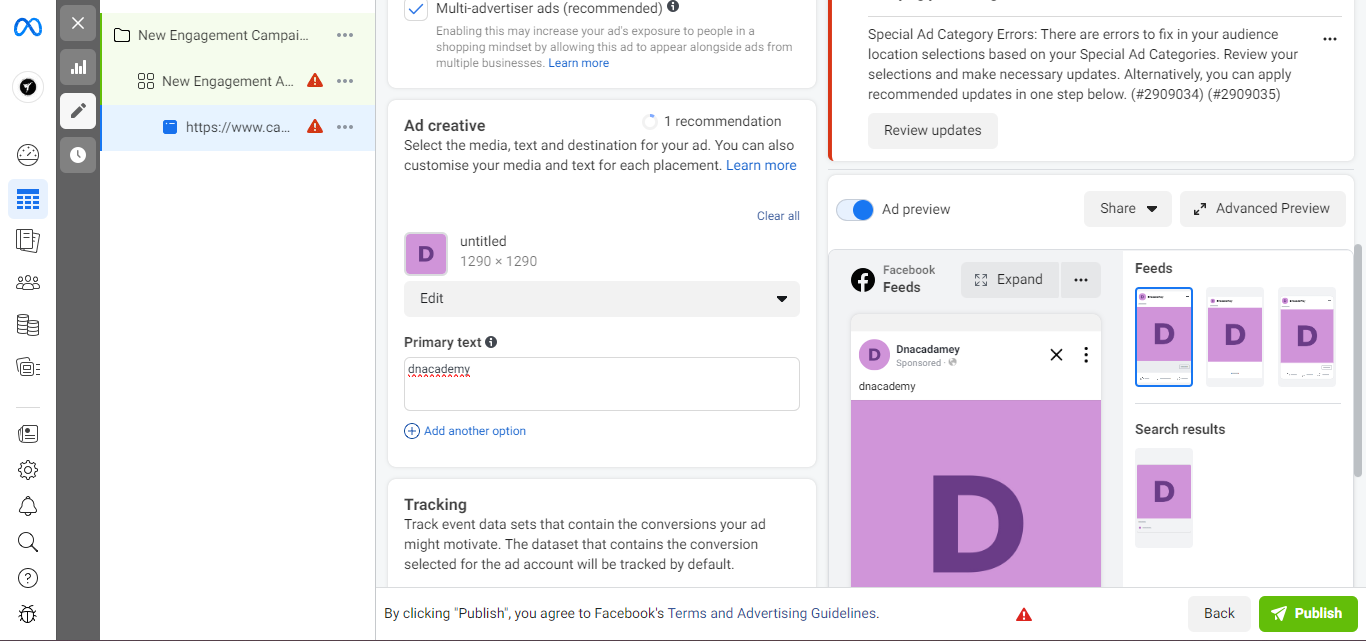 New Engagement Campai...
New Engagement A...
https://www.ca...
Multi-advertiser ads (recommended)
Enabling this may increase your ad's exposure to people in a
shopping mindset by allowing this ad to appear alongside ads from
multiple businesses. Learn more
Ad creative
1 recommendation
Select the media, text and destination for your ad. You can also
customise your media and text for each placement. Learn more
Clear all
D
untitled
1290 × 1290
Edit
Primary text
dnacademy
Add another option
Tracking
Track event data sets that contain the conversions your ad
might motivate. The dataset that contains the conversion
selected for the ad account will be tracked by default.
Special Ad Category Errors: There are errors to fix in your audience
location selections based on your Special Ad Categories. Review your
selections and make necessary updates. Alternatively, you can apply
recommended updates in one step below. (#2909034) (#2909035)
Review updates
Ad preview
Share
Advanced Preview
Facebook
Feeds
Expand
D
Dnacadamey
Sponsored ·
dnacademy
D
Feeds
D
D
D
Search results
D
By clicking "Publish", you agree to Facebook's Terms and Advertising Guidelines.
Back
Publish